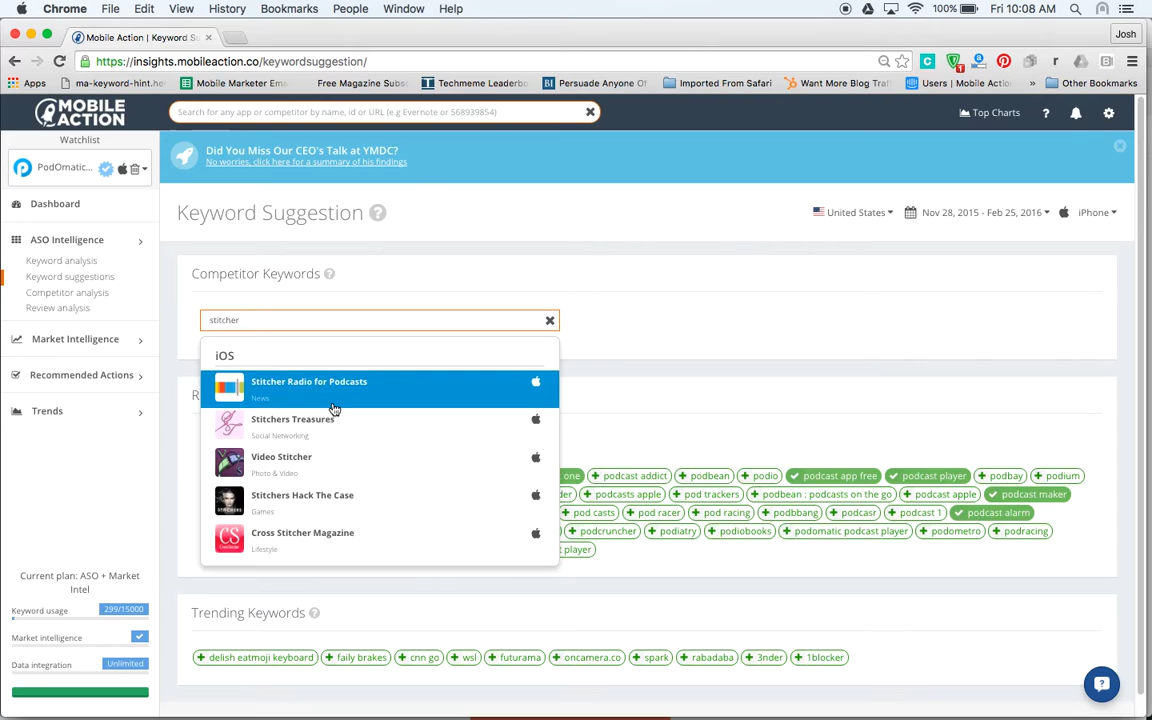 Chrome File Edit View History Bookmarks People Window Help 100% Fri 10:08 AM
Mobile Action | Keyword S Josh
https://insights.mobileaction.co/keywordsuggestion/
Apps ma-keyword-hint.he Mobile Marketer Em Free Magazine Subs Techmeme Leaderbo Persuade Anyone Of Imported From Safari Want More Blog Traf Users | Mobile Actio » Other Bookmarks
MOBILE ACTION Search for any app or competitor by name, id or URL (e.g Evernote or 568939854) Top Charts
Watchlist
PodOmatic...
Did You Miss Our CEO's Talk at YMDC?
No worries, click here for a summary of his findings
Dashboard
ASO Intelligence
Keyword analysis
Keyword suggestions
Competitor analysis
Review analysis
Market Intelligence
Recommended Actions
Trends
Current plan: ASO + Market
Intel
Keyword usage 299/15000
Market intelligence
Data integration Unlimited
Keyword Suggestion ?
United States Nov 28, 2015 - Feb 25, 2016 iPhone
Competitor Keywords ?
stitcher
iOS
Stitcher Radio for Podcasts
News
Stitchers Treasures
Social Networking
Video Stitcher
Photo & Video
Stitchers Hack The Case
Games
Cross Stitcher Magazine
Lifestyle
R
one podcast addict podbean podio podcast app free podcast player podbay podium
der podcasts apple pod trackers podbean : podcasts on the go podcast apple podcast maker
pod casts pod racer pod racing podbbang podcasr podcast 1 podcast alarm
podcruncher podiatry podiobooks podomatic podcast player podometro podracing
player
Trending Keywords ?
delish eatmoji keyboard faily brakes cnn go wsl futurama oncamera.co spark rabadaba 3nder 1blocker